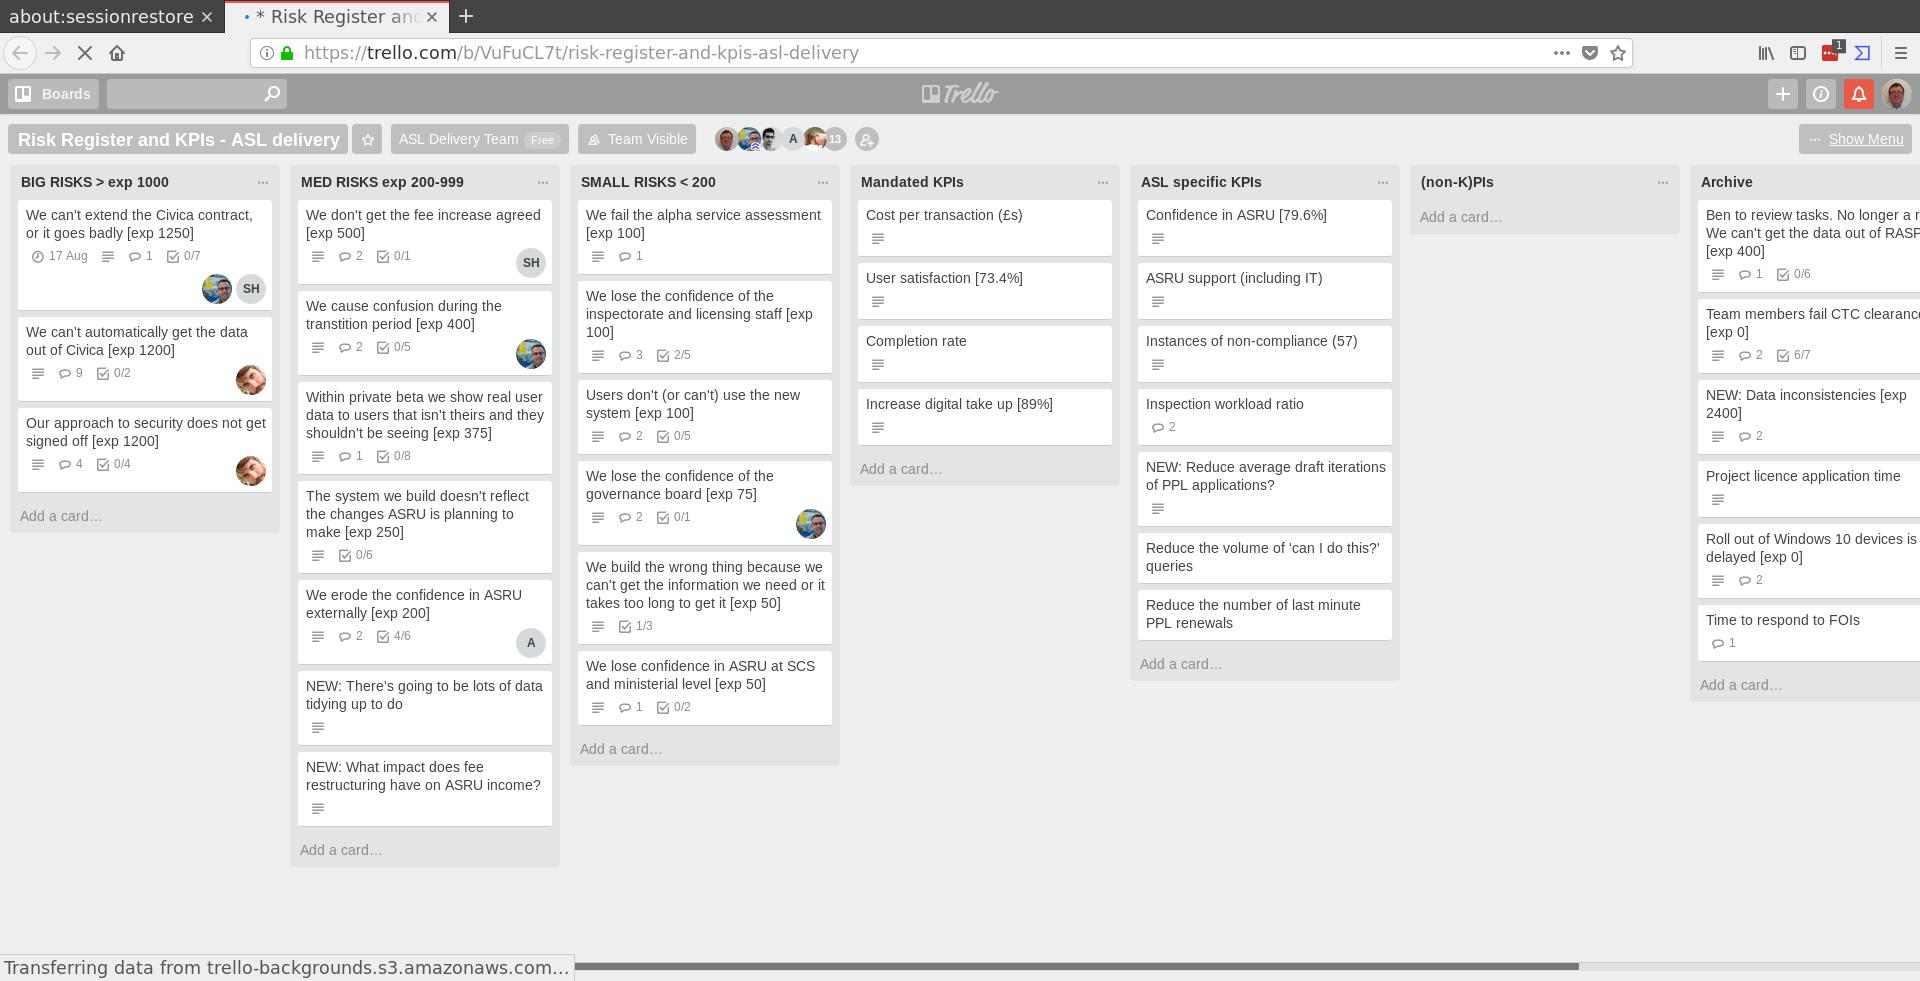 about:sessionrestore
* Risk Register and
https://trello.com/b/VuFuCL7t/risk-register-and-kpis-asl-delivery
1
Boards
Trello
Risk Register and KPIs - ASL delivery
ASL Delivery Team Free
Team Visible
A
13
Show Menu
BIG RISKS > exp 1000
We can't extend the Civica contract,
or it goes badly [exp 1250]
17 Aug 1 0/7
SH
We can't automatically get the data
out of Civica [exp 1200]
9 0/2
Our approach to security does not get
signed off [exp 1200]
4 0/4
Add a card…
MED RISKS exp 200-999
We don't get the fee increase agreed
[exp 500]
2 0/1
SH
We cause confusion during the
transtition period [exp 400]
2 0/5
Within private beta we show real user
data to users that isn't theirs and they
shouldn't be seeing [exp 375]
1 0/8
The system we build doesn't reflect
the changes ASRU is planning to
make [exp 250]
0/6
We erode the confidence in ASRU
externally [exp 200]
2 4/6
A
NEW: There's going to be lots of data
tidying up to do
NEW: What impact does fee
restructuring have on ASRU income?
Add a card…
SMALL RISKS < 200
We fail the alpha service assessment
[exp 100]
1
We lose the confidence of the
inspectorate and licensing staff [exp
100]
3 2/5
Users don't (or can't) use the new
system [exp 100]
2 0/5
We lose the confidence of the
governance board [exp 75]
2 0/1
We build the wrong thing because we
can't get the information we need or it
takes too long to get it [exp 50]
1/3
We lose confidence in ASRU at SCS
and ministerial level [exp 50]
1 0/2
Add a card…
Mandated KPIs
Cost per transaction (£s)
User satisfaction [73.4%]
Completion rate
Increase digital take up [89%]
Add a card…
ASL specific KPIs
Confidence in ASRU [79.6%]
ASRU support (including IT)
Instances of non-compliance (57)
Inspection workload ratio
2
NEW: Reduce average draft iterations
of PPL applications?
Reduce the volume of 'can I do this?'
queries
Reduce the number of last minute
PPL renewals
Add a card…
(non-K)PIs
Add a card…
Archive
Ben to review tasks. No longer a r
We can't get the data out of RASP
[exp 400]
1 0/6
Team members fail CTC clearance
[exp 0]
2 6/7
NEW: Data inconsistencies [exp
2400]
2
Project licence application time
Roll out of Windows 10 devices is
delayed [exp 0]
2
Time to respond to FOIs
1
Add a card…
Transferring data from trello-backgrounds.s3.amazonaws.com…